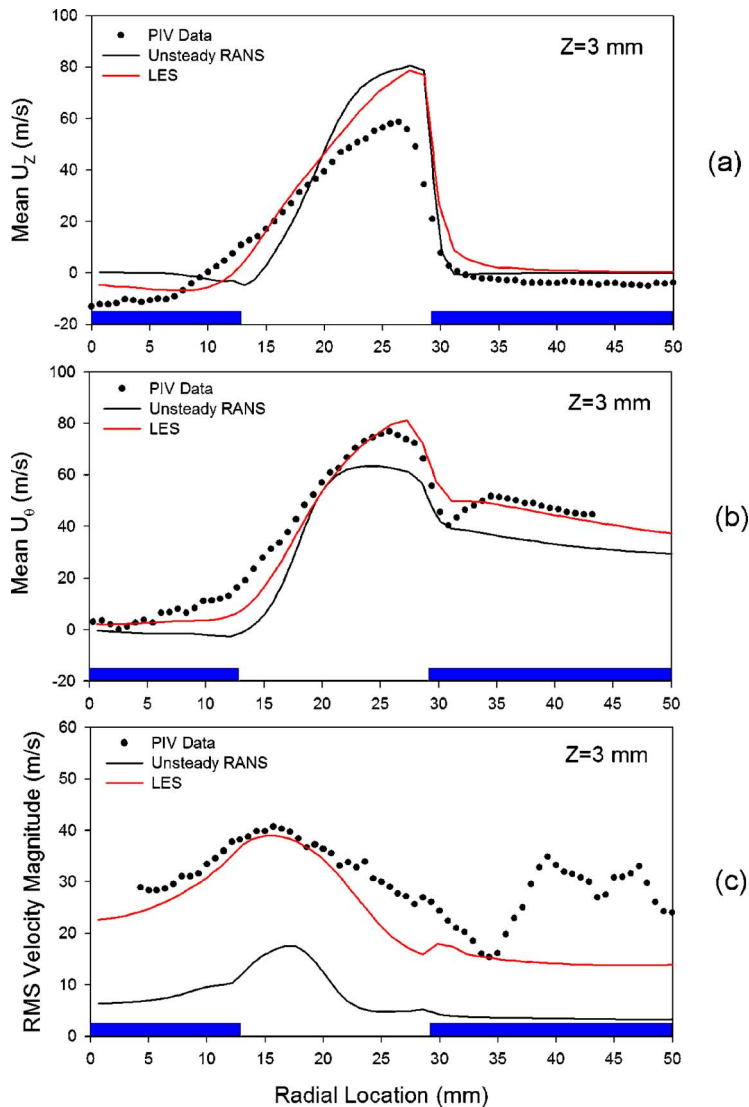 PIV Data
Unsteady RANS
LES
Z=3 mm
(a)
Mean U_Z (m/s)
100
80
60
40
20
0
-20
0 5 10 15 20 25 30 35 40 45 50
PIV Data
Unsteady RANS
LES
Z=3 mm
(b)
Mean U_θ (m/s)
100
80
60
40
20
0
-20
0 5 10 15 20 25 30 35 40 45 50
PIV Data
Unsteady RANS
LES
Z=3 mm
(c)
RMS Velocity Magnitude (m/s)
60
50
40
30
20
10
0
0 5 10 15 20 25 30 35 40 45 50
Radial Location (mm)